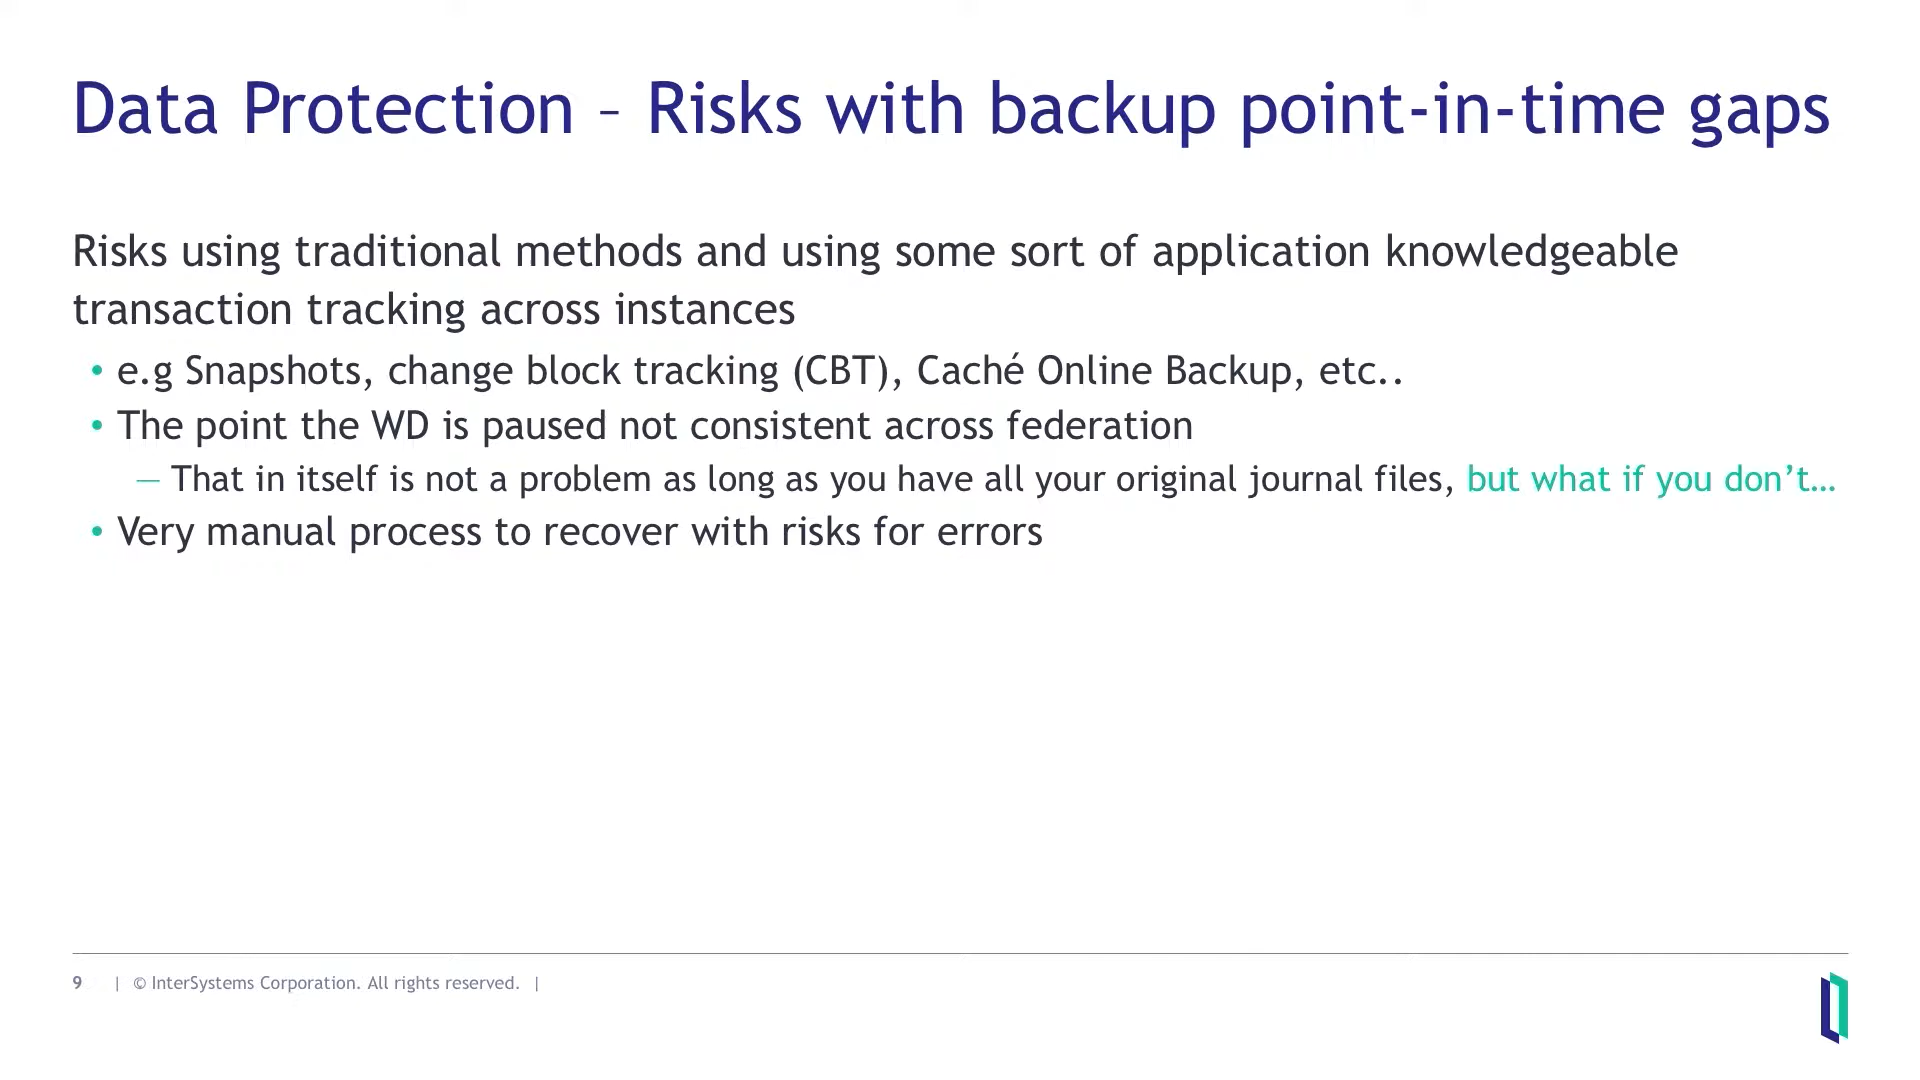 Data Protection – Risks with backup point-in-time gaps
Risks using traditional methods and using some sort of application knowledgeable
transaction tracking across instances
• e.g Snapshots, change block tracking (CBT), Caché Online Backup, etc..
• The point the WD is paused not consistent across federation
— That in itself is not a problem as long as you have all your original journal files, but what if you don’t…
• Very manual process to recover with risks for errors
9 | © InterSystems Corporation. All rights reserved. |